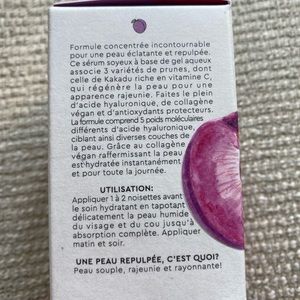 Formule concentrée incontournable
pour une peau éclatante et repulpée.
Ce sérum soyeux à base de gel aqueux
associe 3 variétés de prunes, dont
celle de Kakadu riche en vitamine C,
qui régénère la peau pour une
apparence rajeunie. Faites le plein
d'acide hyaluronique, de collagène
végan et d'antioxydants protecteurs.
La formule comprend 5 poids moléculaires
différents d'acide hyaluronique,
ciblant ainsi diverses couches de
la peau. Grâce au collagène
végan raffermissant la peau
est hydratée instantanément
et pour toute la journée.
UTILISATION:
Appliquer 1 à 2 noisettes avant
le soin hydratant en tapotant
délicatement la peau humide
du visage et du cou jusqu'à
absorption complète. Appliquer
matin et soir.
UNE PEAU REPULPÉE, C'EST QUOI?
Peau souple, rajeunie et rayonnante!